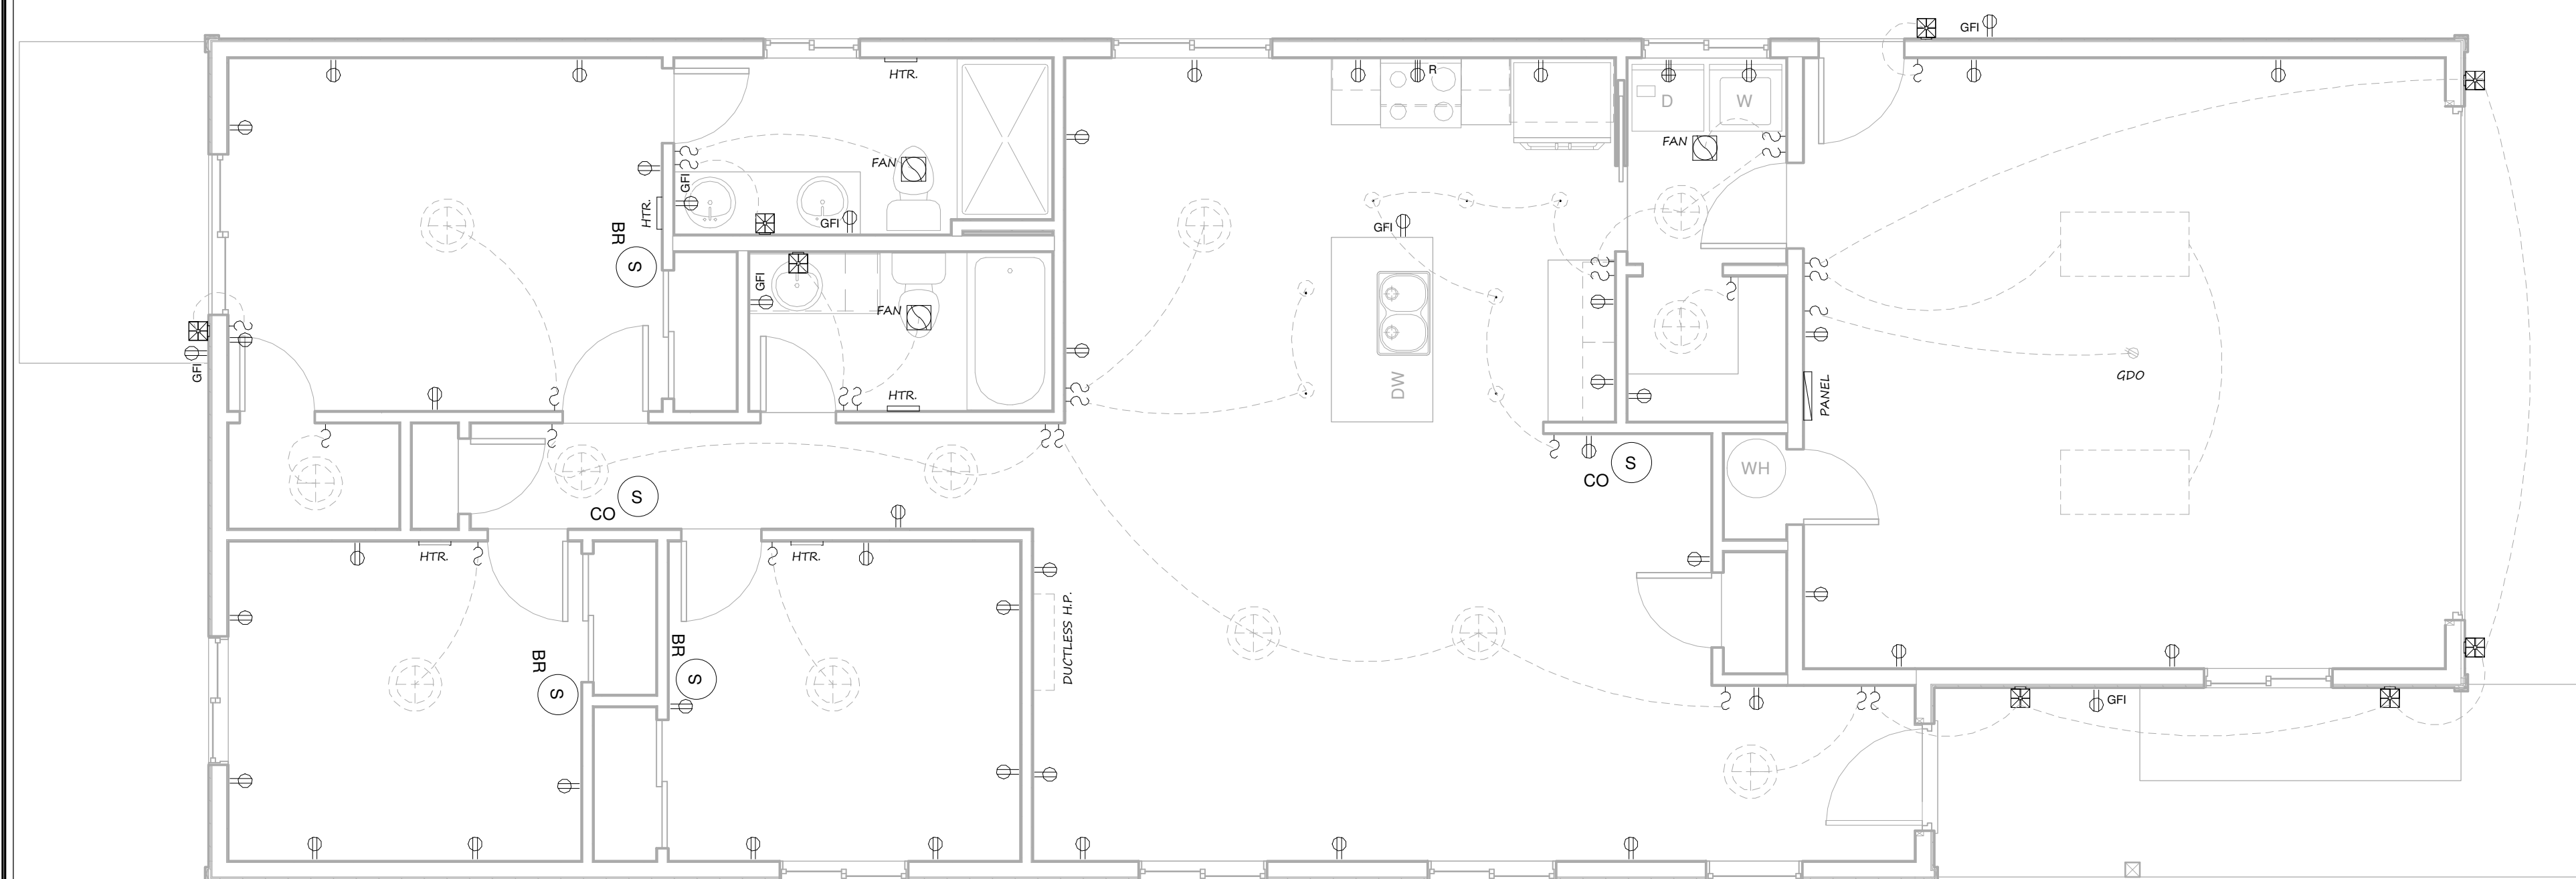 GFI
HTR.
R
D
W
FAN
FAN
GFI
HTR.
BR
S
GFI
GFI
GFI
FAN
GFI
HTR.
DW
PANEL
GDO
S
CO
WH
S
CO
HTR.
HTR.
DUCTLESS H.P.
BR
S
BR
S
GFI